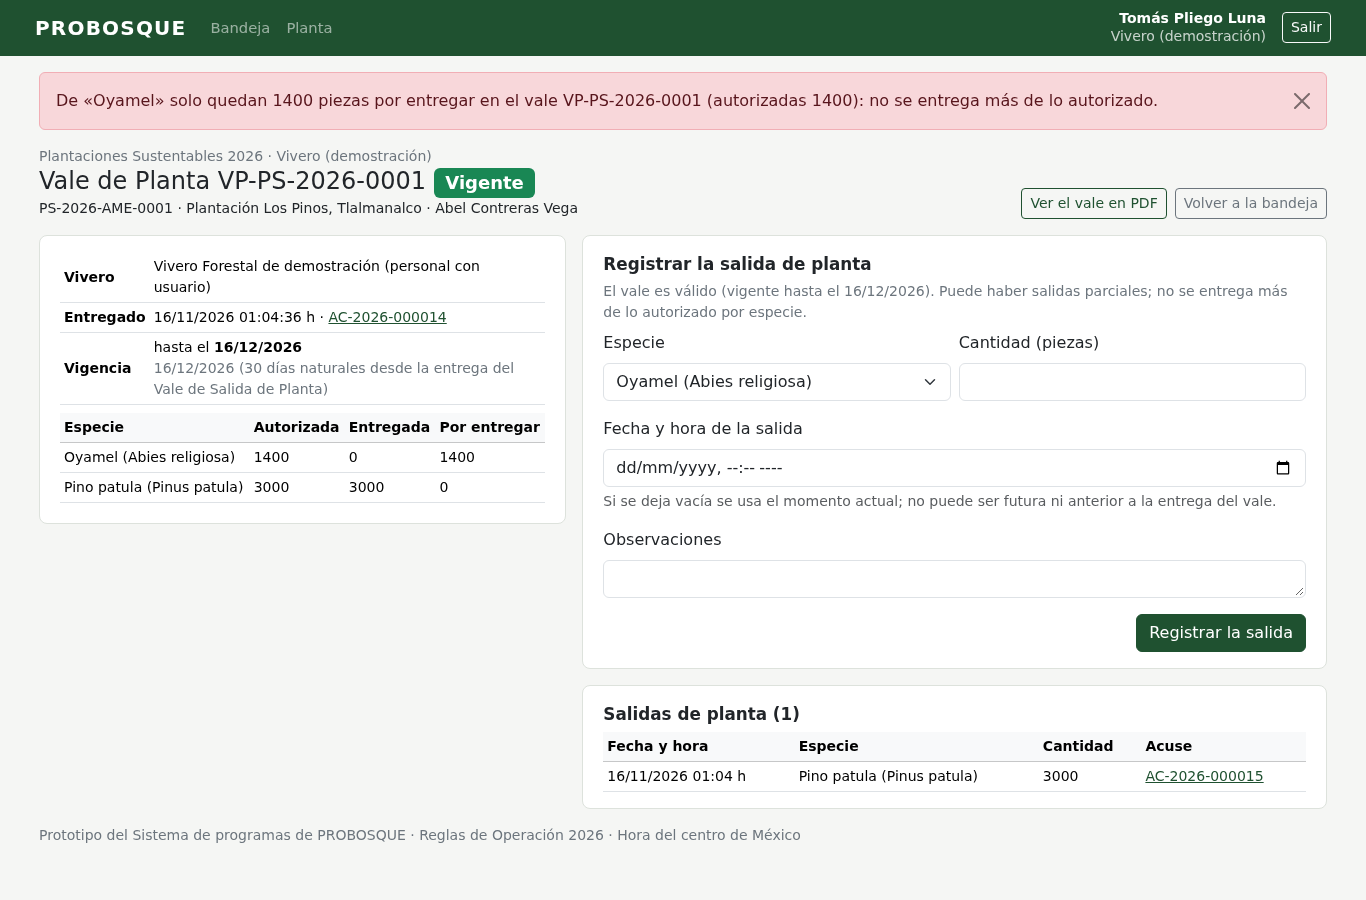 PROBOSQUE Bandeja Planta
Tomás Pliego Luna
Vivero (demostración)
Salir
De «Oyamel» solo quedan 1400 piezas por entregar en el vale VP-PS-2026-0001 (autorizadas 1400): no se entrega más de lo autorizado.
Plantaciones Sustentables 2026 · Vivero (demostración)
Vale de Planta VP-PS-2026-0001 Vigente
PS-2026-AME-0001 · Plantación Los Pinos, Tlalmanalco · Abel Contreras Vega
Ver el vale en PDF Volver a la bandeja
Vivero Vivero Forestal de demostración (personal con
usuario)
Entregado 16/11/2026 01:04:36 h · AC-2026-000014
Vigencia hasta el 16/12/2026
16/12/2026 (30 días naturales desde la entrega del
Vale de Salida de Planta)
Especie Autorizada Entregada Por entregar
Oyamel (Abies religiosa) 1400 0 1400
Pino patula (Pinus patula) 3000 3000 0
Registrar la salida de planta
El vale es válido (vigente hasta el 16/12/2026). Puede haber salidas parciales; no se entrega más
de lo autorizado por especie.
Especie Cantidad (piezas)
Oyamel (Abies religiosa)
Fecha y hora de la salida
dd/mm/yyyy, --:-- ----
Si se deja vacía se usa el momento actual; no puede ser futura ni anterior a la entrega del vale.
Observaciones
Registrar la salida
Salidas de planta (1)
Fecha y hora Especie Cantidad Acuse
16/11/2026 01:04 h Pino patula (Pinus patula) 3000 AC-2026-000015
Prototipo del Sistema de programas de PROBOSQUE · Reglas de Operación 2026 · Hora del centro de México